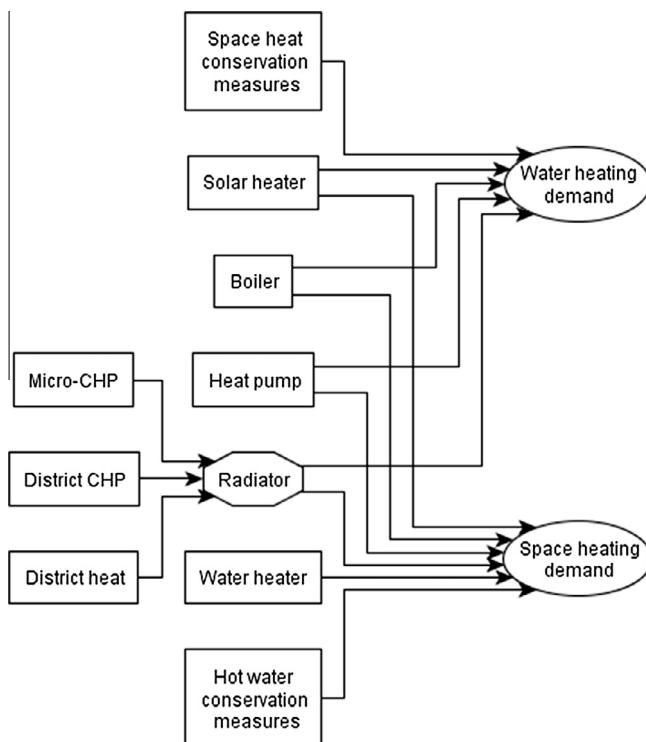 Space heat
conservation
measures
Solar heater
Water heating
demand
Boiler
Micro-CHP
Heat pump
District CHP
Radiator
District heat
Water heater
Space heating
demand
Hot water
conservation
measures